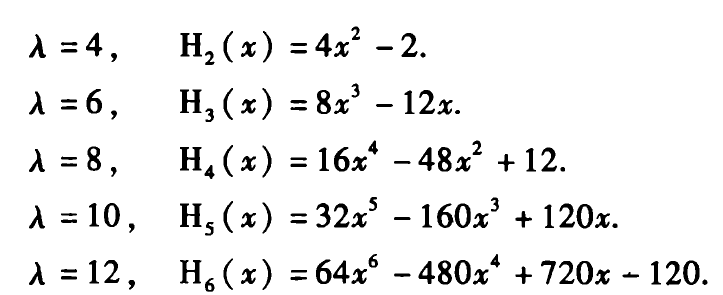 λ = 4, H₂(x) = 4x² − 2.
λ = 6, H₃(x) = 8x³ − 12x.
λ = 8, H₄(x) = 16x⁴ − 48x² + 12.
λ = 10, H₅(x) = 32x⁵ − 160x³ + 120x.
λ = 12, H₆(x) = 64x⁶ − 480x⁴ + 720x − 120.